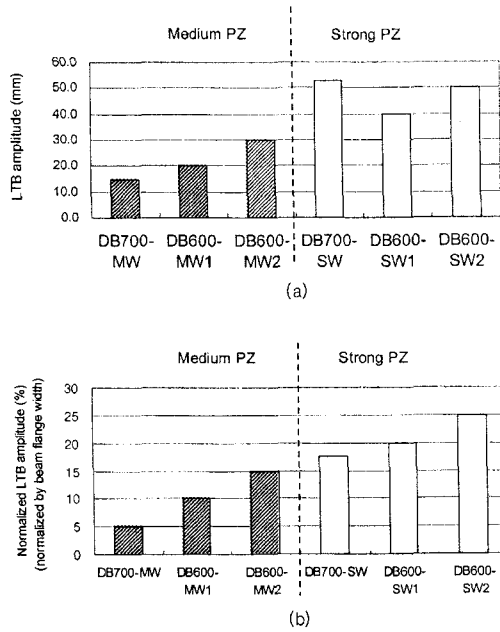 Medium PZ
Strong PZ
LTB amplitude (mm)
60.0
50.0
40.0
30.0
20.0
10.0
0.0
DB700-
MW
DB600-
MW1
DB600-
MW2
DB700-
SW
DB600-
SW1
DB600-
SW2
(a)
Medium PZ
Strong PZ
Normalized LTB amplitude (%)
(normalized by beam flange width)
30
25
20
15
10
5
0
DB700-MW
DB600-
MW1
DB600-
MW2
DB700-SW
DB600-
SW1
DB600-
SW2
(b)